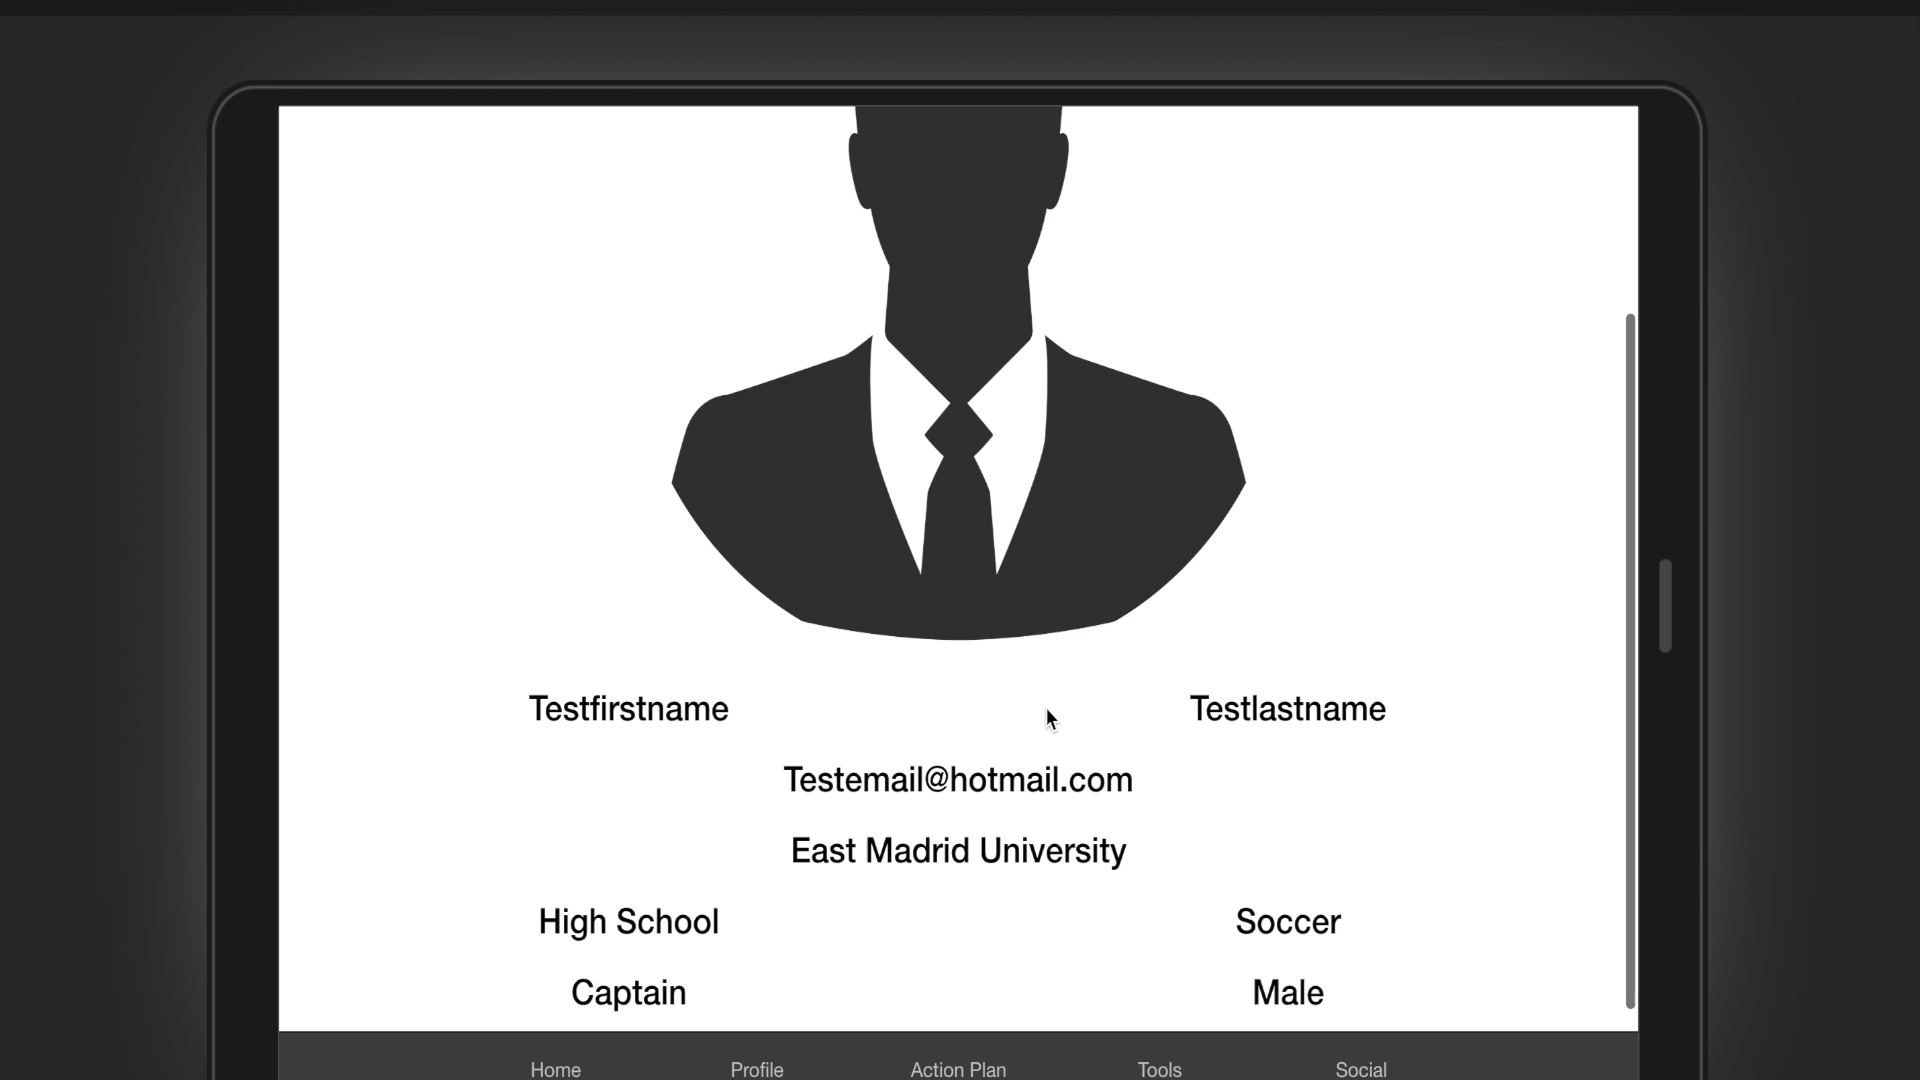 Testfirstname Testlastname
Testemail@hotmail.com
East Madrid University
High School Soccer
Captain Male
Home Profile Action Plan Tools Social